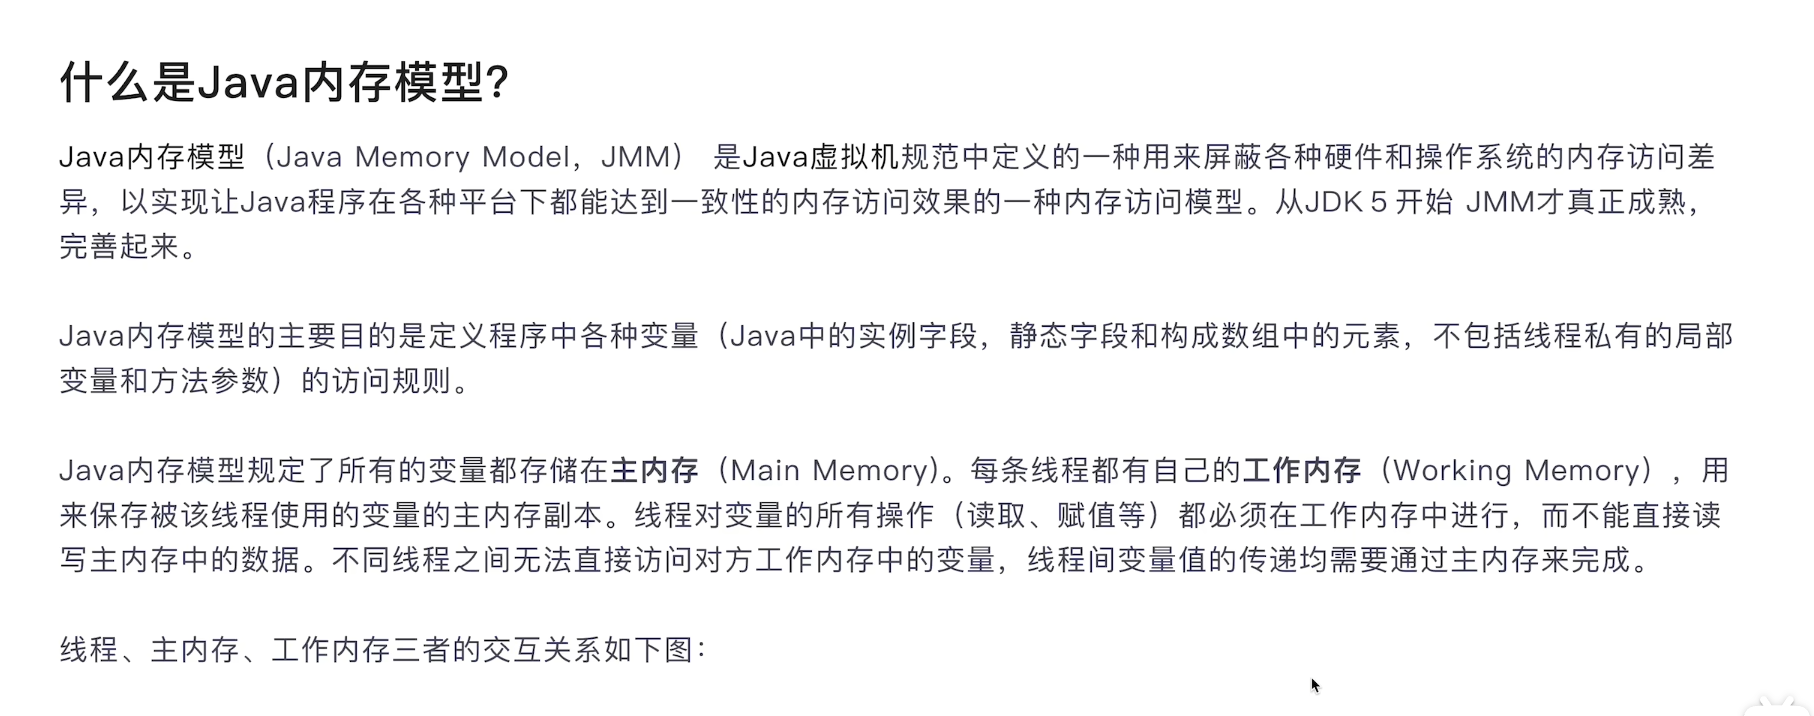 什么是Java内存模型?
Java内存模型（Java Memory Model，JMM） 是Java虚拟机规范中定义的一种用来屏蔽各种硬件和操作系统的内存访问差
异，以实现让Java程序在各种平台下都能达到一致性的内存访问效果的一种内存访问模型。从JDK 5 开始 JMM才真正成熟，
完善起来。
Java内存模型的主要目的是定义程序中各种变量（Java中的实例字段，静态字段和构成数组中的元素，不包括线程私有的局部
变量和方法参数）的访问规则。
Java内存模型规定了所有的变量都存储在主内存（Main Memory)。每条线程都有自己的工作内存（Working Memory），用
来保存被该线程使用的变量的主内存副本。线程对变量的所有操作（读取、赋值等）都必须在工作内存中进行，而不能直接读
写主内存中的数据。不同线程之间无法直接访问对方工作内存中的变量，线程间变量值的传递均需要通过主内存来完成。
线程、主内存、工作内存三者的交互关系如下图：